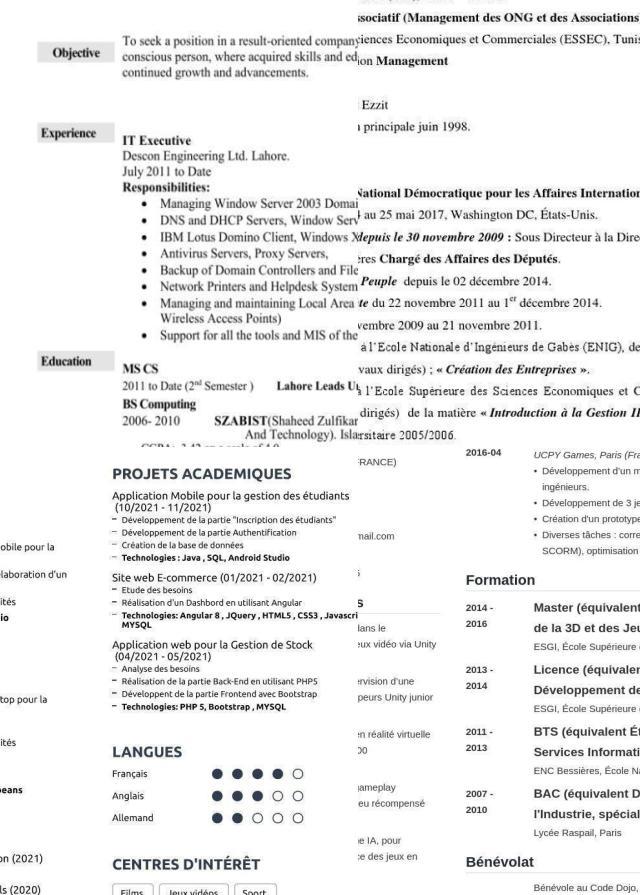 Objective
To seek a position in a result-oriented company
conscious person, where acquired skills and ed
continued growth and advancements.
Experience
IT Executive
Descon Engineering Ltd. Lahore.
July 2011 to Date
Responsibilities:
• Managing Window Server 2003 Domai
• DNS and DHCP Servers, Window Serv
• IBM Lotus Domino Client, Windows X
• Antivirus Servers, Proxy Servers,
• Backup of Domain Controllers and File
• Network Printers and Helpdesk System
• Managing and maintaining Local Area
Wireless Access Points)
• Support for all the tools and MIS of the
Education
MS CS
2011 to Date (2nd Semester ) Lahore Leads U
BS Computing
2006- 2010 SZABIST(Shaheed Zulfikar
And Technology). Isla
ssociatif (Management des ONG et des Associations
ciences Economiques et Commerciales (ESSEC), Tunis
on Management
Ezzit
principale juin 1998.
National Démocratique pour les Affaires Internation
au 25 mai 2017, Washington DC, États-Unis.
depuis le 30 novembre 2009 : Sous Directeur à la Dire
ères Chargé des Affaires des Députés.
Peuple depuis le 02 décembre 2014.
te du 22 novembre 2011 au 1er décembre 2014.
vembre 2009 au 21 novembre 2011.
à l'Ecole Nationale d'Ingénieurs de Gabès (ENIG), de
vaux dirigés) ; « Création des Entreprises ».
à l'Ecole Supérieure des Sciences Economiques et C
dirigés) de la matière « Introduction à la Gestion II
ersitaire 2005/2006.
obile pour la
laboration d'un
ités
io
top pour la
ités
eans
on (2021)
ls (2020)
PROJETS ACADEMIQUES
Application Mobile pour la gestion des étudiants
(10/2021 - 11/2021)
– Développement de la partie "Inscription des étudiants"
– Développement de la partie Authentification
– Création de la base de données
– Technologies : Java , SQL, Android Studio
Site web E-commerce (01/2021 - 02/2021)
– Etude des besoins
– Réalisation d'un Dashbord en utilisant Angular
– Technologies: Angular 8 , JQuery , HTML5 , CSS3 , Javascri
MYSQL
Application web pour la Gestion de Stock
(04/2021 - 05/2021)
– Analyse des besoins
– Réalisation de la partie Back-End en utilisant PHP5
– Développent de la partie Frontend avec Bootstrap
– Technologies: PHP 5, Bootstrap , MYSQL
LANGUES
Français
Anglais
Allemand
CENTRES D'INTÉRÊT
Films Jeux vidéos Sport
FRANCE)
mail.com
S
dans le
eux vidéo via Unity
ervision d'une
peurs Unity junior
en réalité virtuelle
00
ameplay
eu récompensé
e IA, pour
ce des jeux en
2016-04
UCPY Games, Paris (Fra
• Développement d'un m
ingénieurs.
• Développement de 3 je
• Création d'un prototype
• Diverses tâches : corre
SCORM), optimisation
Formation
2014 -
2016
Master (équivalent
de la 3D et des Jeu
ESGI, École Supérieure
2013 -
2014
Licence (équivale
Développement de
ESGI, École Supérieure
2011 -
2013
BTS (équivalent Ét
Services Informati
ENC Bessières, École Na
2007 -
2010
BAC (équivalent D
l'Industrie, spécial
Lycée Raspail, Paris
Bénévolat
Bénévole au Code Dojo,